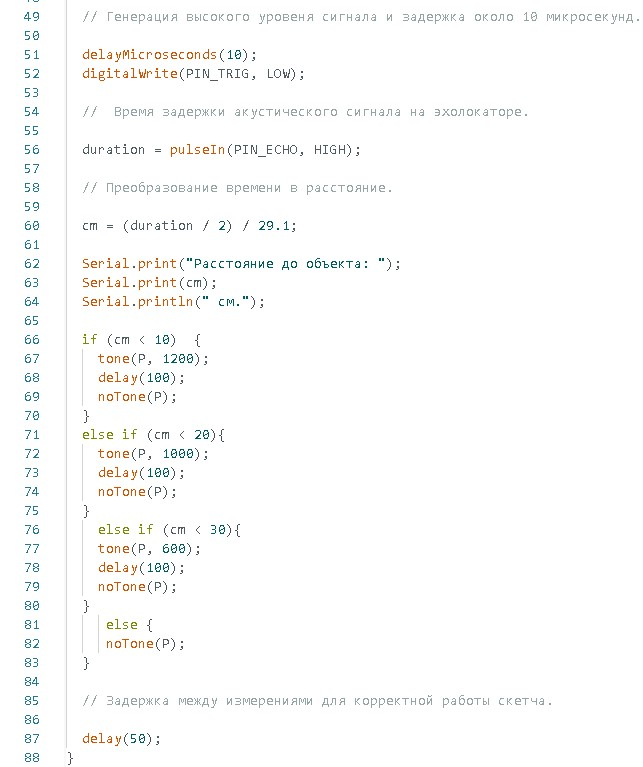 49 // Генерация высокого уровеня сигнала и задержка около 10 микросекунд.
50
51 delayMicroseconds(10);
52 digitalWrite(PIN_TRIG, LOW);
53
54 //  Время задержки акустического сигнала на эхолокаторе.
55
56 duration = pulseIn(PIN_ECHO, HIGH);
57
58 // Преобразование времени в расстояние.
59
60 cm = (duration / 2) / 29.1;
61
62 Serial.print("Расстояние до объекта: ");
63 Serial.print(cm);
64 Serial.println(" см.");
65
66 if (cm < 10)  {
67 tone(P, 1200);
68 delay(100);
69 noTone(P);
70 }
71 else if (cm < 20){
72 tone(P, 1000);
73 delay(100);
74 noTone(P);
75 }
76 else if (cm < 30){
77 tone(P, 600);
78 delay(100);
79 noTone(P);
80 }
81 else {
82 noTone(P);
83 }
84
85 // Задержка между измерениями для корректной работы скетча.
86
87 delay(50);
88 }